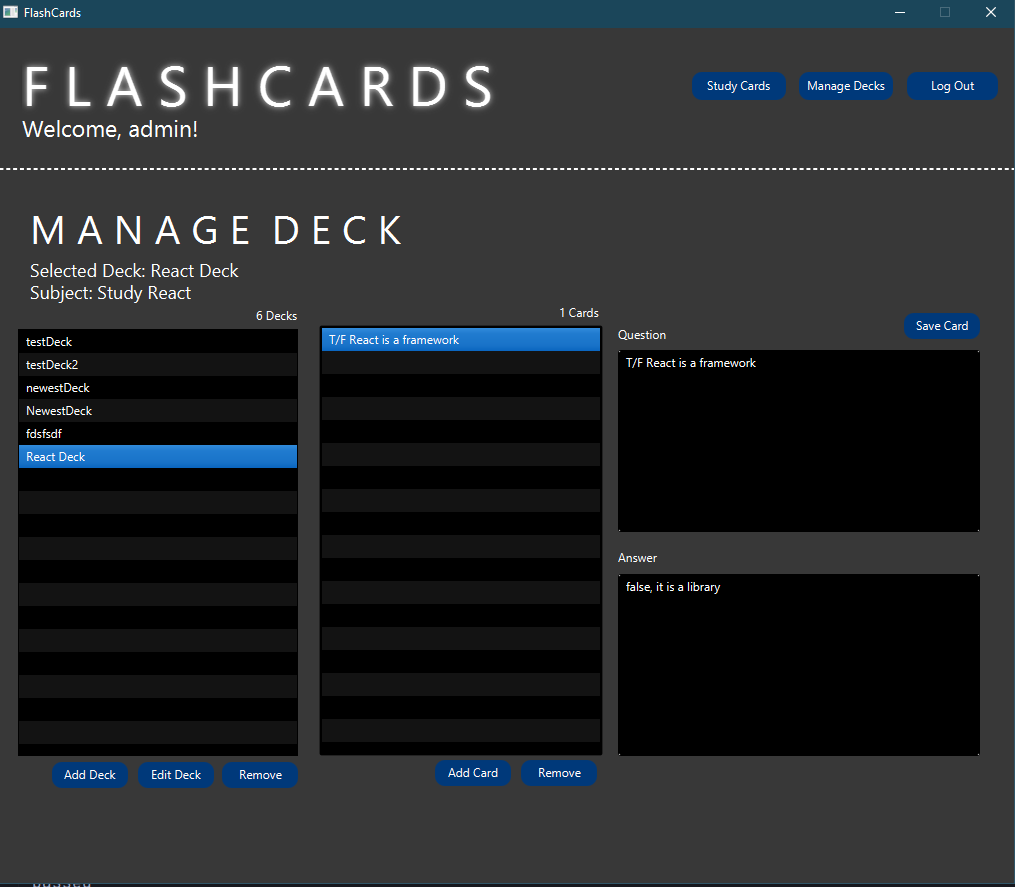 FlashCards
FLASHCARDS
Welcome, admin!
Study Cards
Manage Decks
Log Out
MANAGE DECK
Selected Deck: React Deck
Subject: Study React
6 Decks
testDeck
testDeck2
newestDeck
NewestDeck
fdsfsdf
React Deck
Add Deck
Edit Deck
Remove
1 Cards
T/F React is a framework
Add Card
Remove
Question
Save Card
T/F React is a framework
Answer
false, it is a library